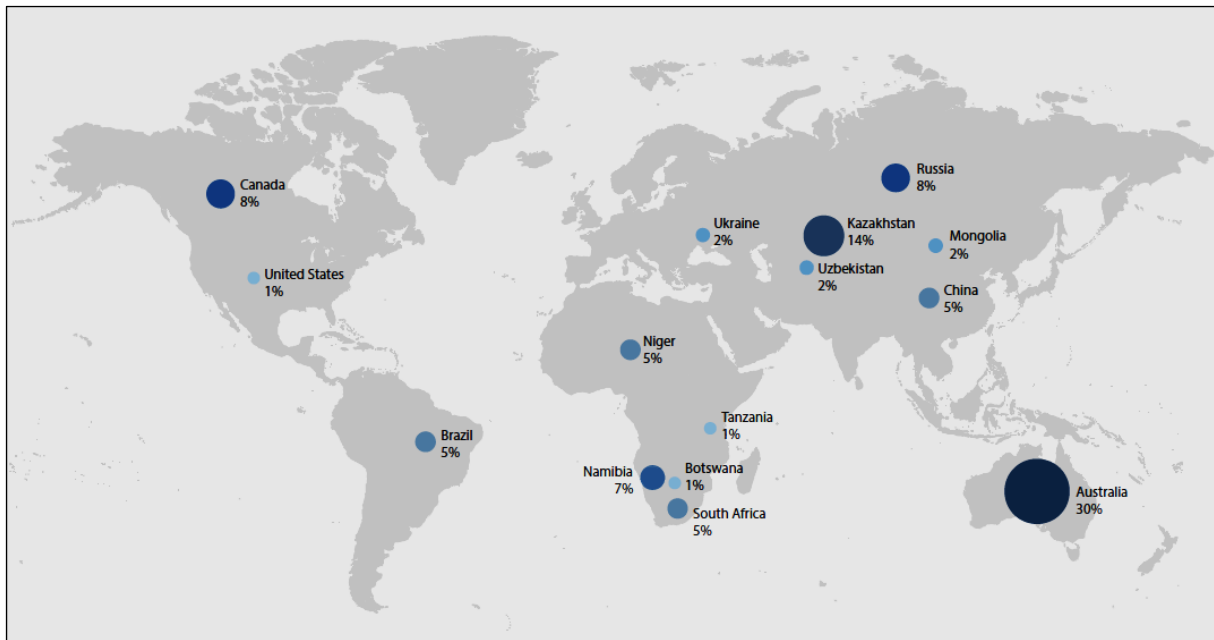 Canada
8%
United States
1%
Brazil
5%
Ukraine
2%
Russia
8%
Kazakhstan
14%
Mongolia
2%
Uzbekistan
2%
China
5%
Niger
5%
Tanzania
1%
Namibia
7%
Botswana
1%
South Africa
5%
Australia
30%